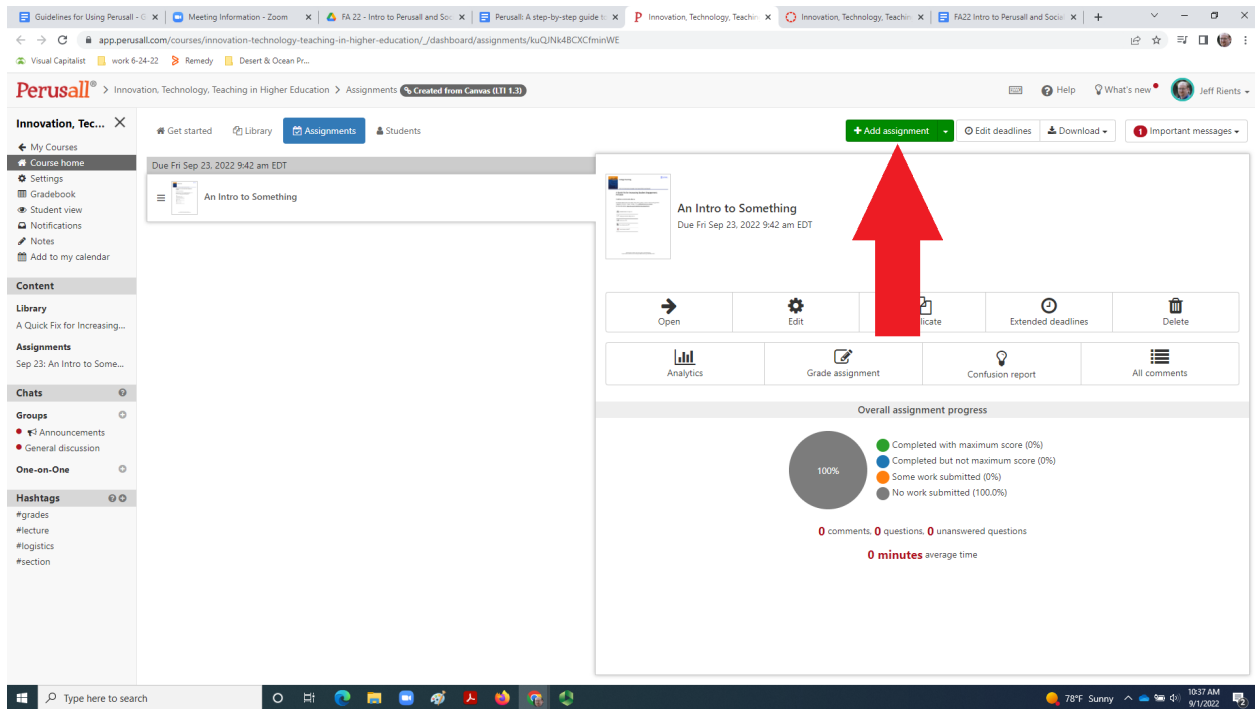 Guidelines for Using Perusall - G
Meeting Information - Zoom
FA 22 - Intro to Perusall and Soc
Perusall: A step-by-step guide to
Innovation, Technology, Teachin
Innovation, Technology, Teachin
FA22 Intro to Perusall and Social
app.perusall.com/courses/innovation-technology-teaching-in-higher-education/_/dashboard/assignments/kuQJNk4BCXCfminWE
Visual Capitalist
work 6-24-22
Remedy
Desert & Ocean Pr...
Perusall® > Innovation, Technology, Teaching in Higher Education > Assignments Created from Canvas (LTI 1.3)
Help
What's new
Jeff Rients
Innovation, Tec...
My Courses
Course home
Settings
Gradebook
Student view
Notifications
Notes
Add to my calendar
Content
Library
A Quick Fix for Increasing...
Assignments
Sep 23: An Intro to Some...
Chats
Groups
Announcements
General discussion
One-on-One
Hashtags
#grades
#lecture
#logistics
#section
Get started
Library
Assignments
Students
+ Add assignment
Edit deadlines
Download
1 Important messages
Due Fri Sep 23, 2022 9:42 am EDT
An Intro to Something
An Intro to Something
Due Fri Sep 23, 2022 9:42 am EDT
Open
Edit
licate
Extended deadlines
Delete
Analytics
Grade assignment
Confusion report
All comments
Overall assignment progress
100%
Completed with maximum score (0%)
Completed but not maximum score (0%)
Some work submitted (0%)
No work submitted (100.0%)
0 comments, 0 questions, 0 unanswered questions
0 minutes average time
Type here to search
78°F Sunny
10:37 AM
9/1/2022
2